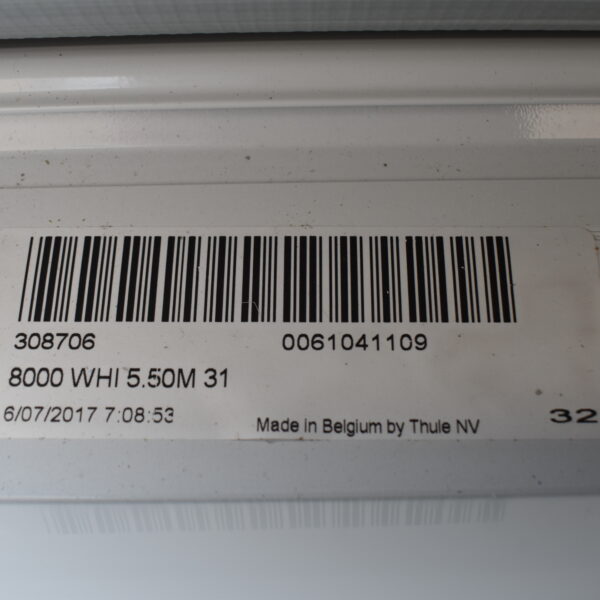 308706 0061041109
8000 WHI 5.50M 31
6/07/2017 7:08:53 Made in Belgium by Thule NV 32